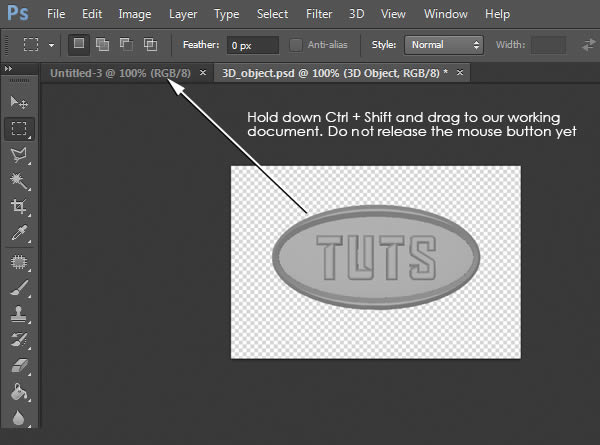 Ps File Edit Image Layer Type Select Filter 3D View Window Help
Feather: 0 px Anti-alias Style: Normal Width:
Untitled-3 @ 100% (RGB/8) × 3D_object.psd @ 100% (3D Object, RGB/8) * ×
Hold down Ctrl + Shift and drag to our working
document. Do not release the mouse button yet
TUTS